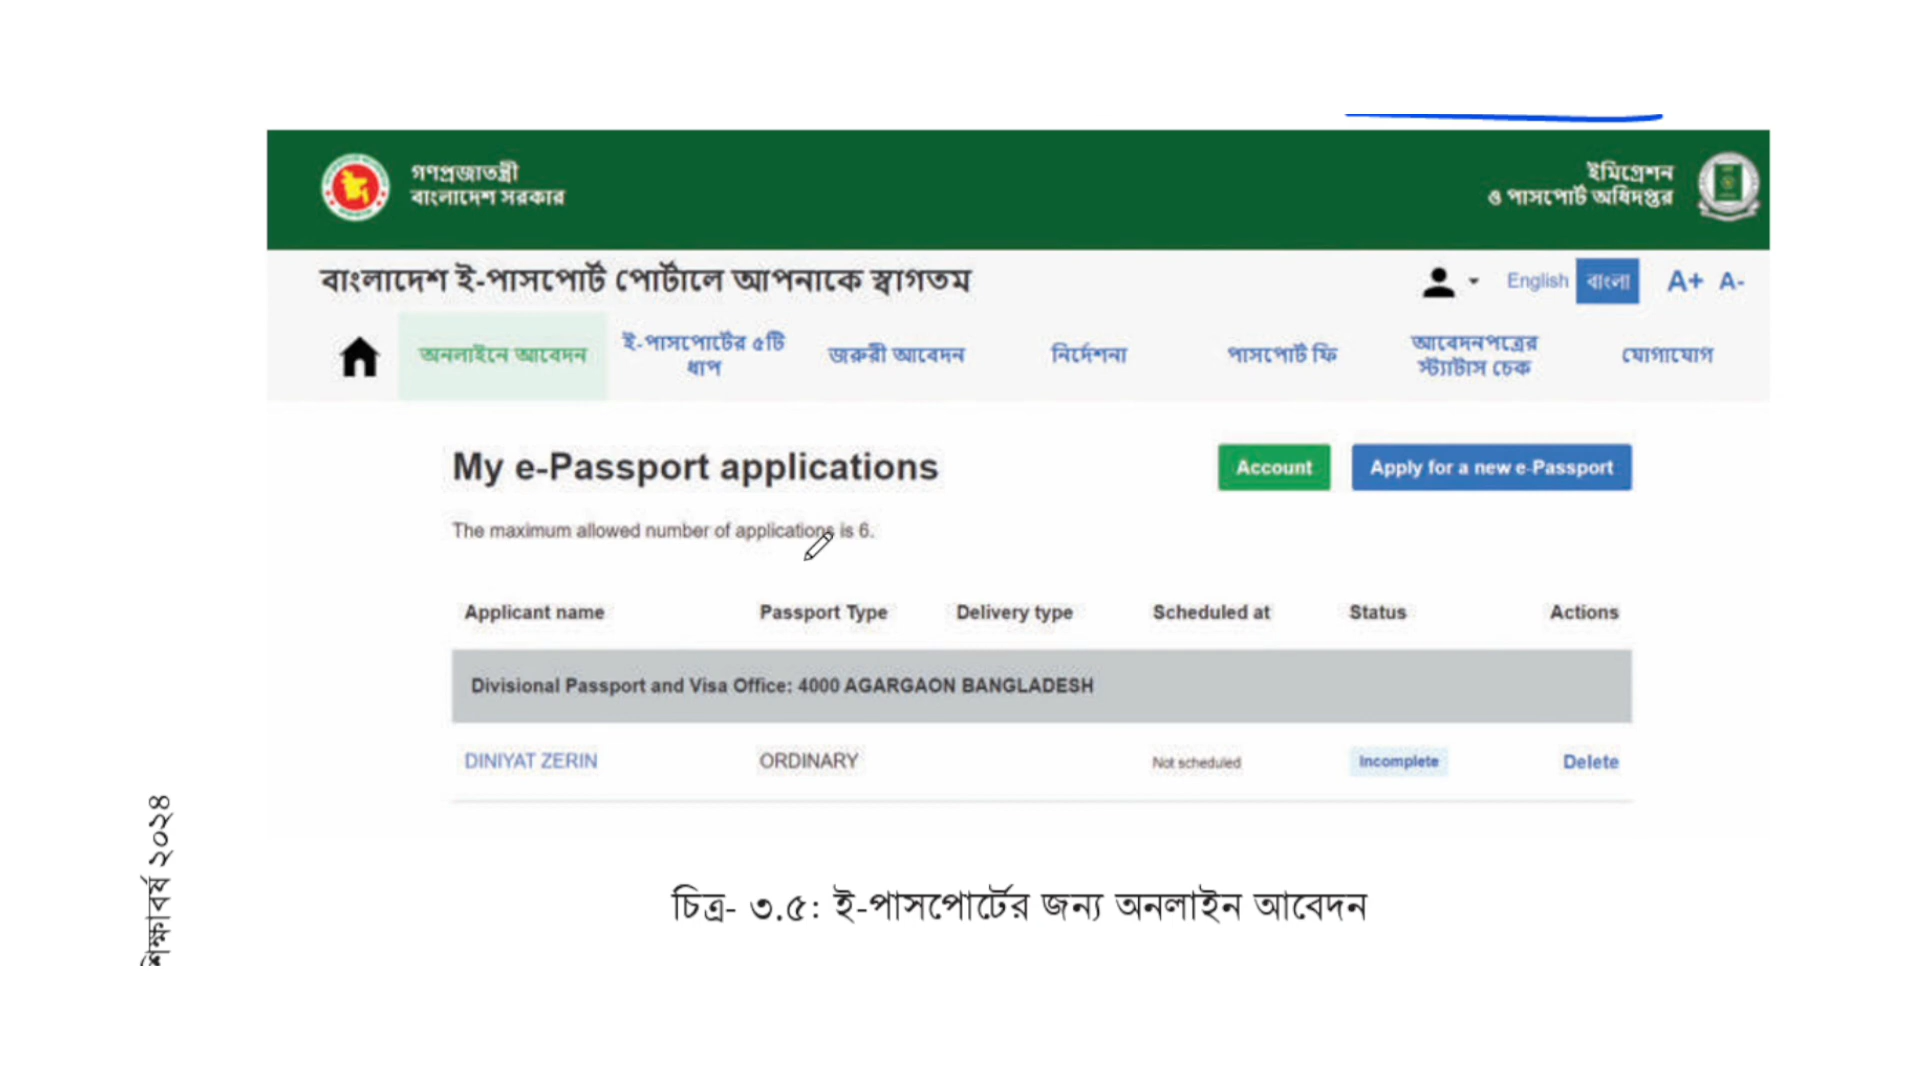 গণপ্রজাতন্ত্রী
বাংলাদেশ সরকার
ইমিগ্রেশন
ও পাসপোর্ট অধিদপ্তর
বাংলাদেশ ই-পাসপোর্ট পোর্টালে আপনাকে স্বাগতম
English বাংলা A+ A-
অনলাইনে আবেদন
ই-পাসপোর্টের ৫টি
ধাপ
জরুরী আবেদন
নির্দেশনা
পাসপোর্ট ফি
আবেদনপত্রের
স্ট্যাটাস চেক
যোগাযোগ
My e-Passport applications
Account
Apply for a new e-Passport
The maximum allowed number of applications is 6.
Applicant name Passport Type Delivery type Scheduled at Status Actions
Divisional Passport and Visa Office: 4000 AGARGAON BANGLADESH
DINIYAT ZERIN ORDINARY Not scheduled Incomplete Delete
চিত্র- ৩.৫: ই-পাসপোর্টের জন্য অনলাইন আবেদন
শিক্ষাবর্ষ ২০২৪